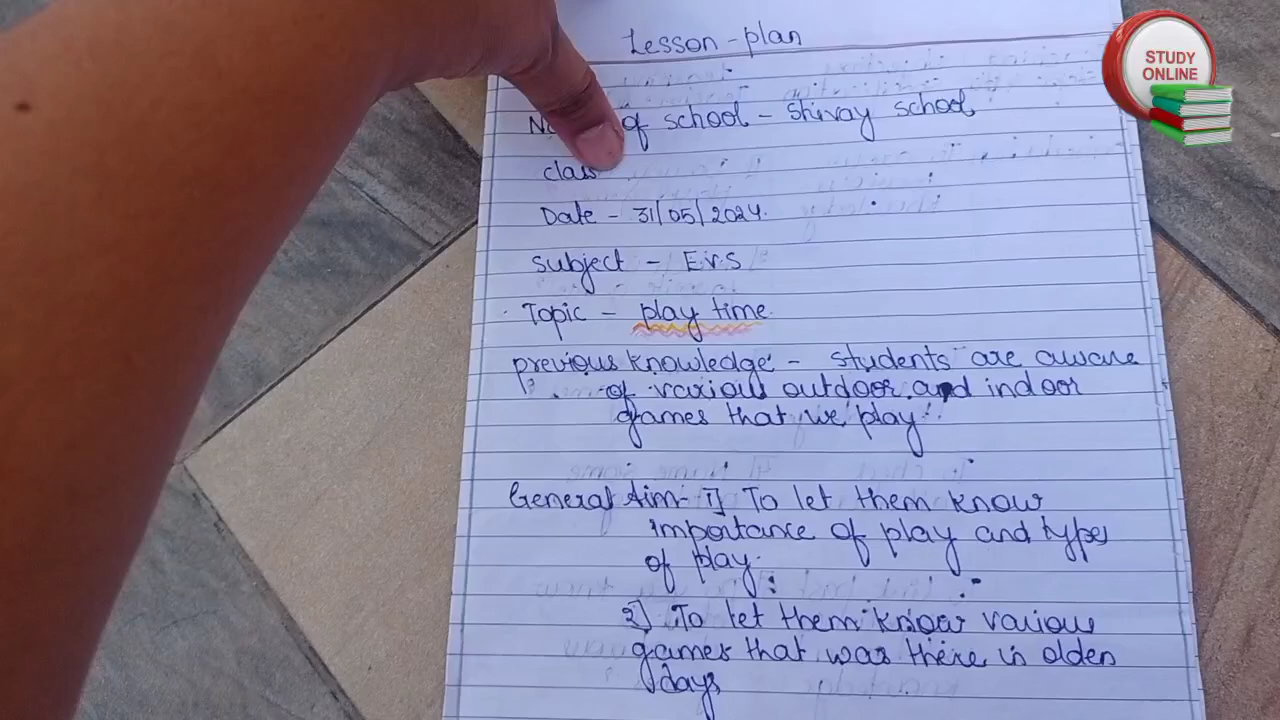 Lesson-plan
STUDY
ONLINE
of school - Shivay school
class
Date - 31/05/2024.
Subject - E.V.S
Topic - play time.
previous knowledge - students are aware
of various outdoor and indoor
games that we play.
General Aim- 1] To let them know
importance of play and types
of play.
2] To let them know various
games that was there in olden
days